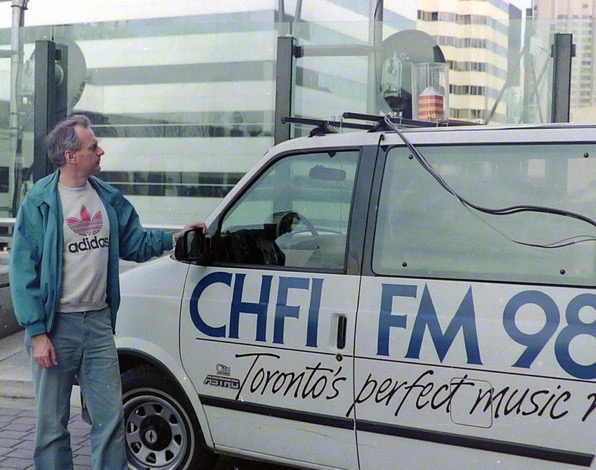 adidas
CHFI FM 98
Toronto's perfect music
ASTRO